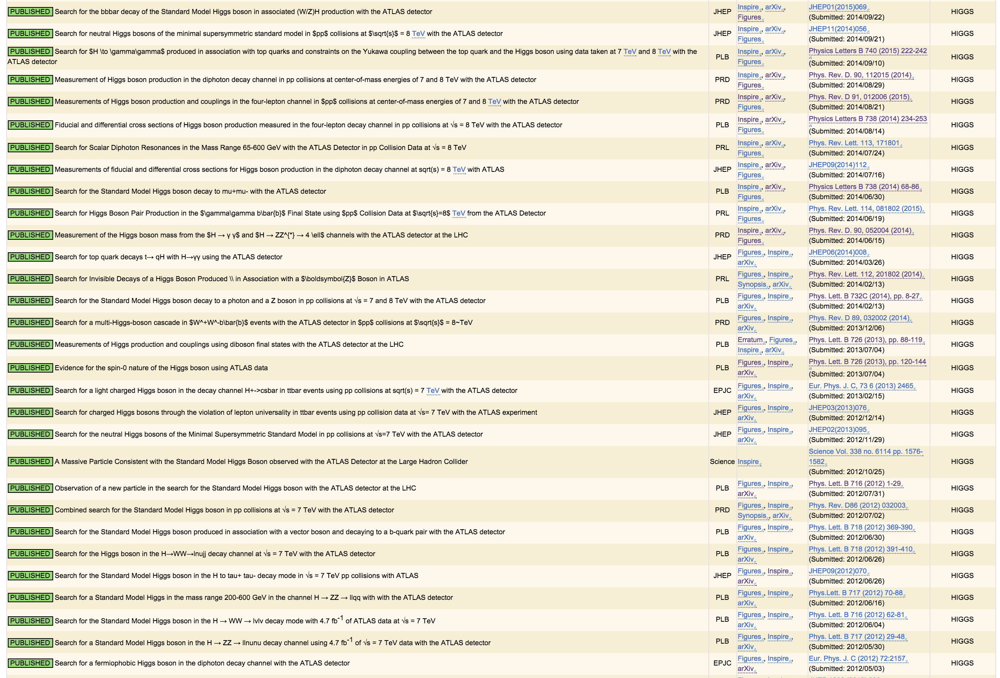 PUBLISHED Search for the bbbar decay of the Standard Model Higgs boson in associated (W/Z)H production with the ATLAS detector JHEP Inspire, arXiv, Figures JHEP01(2015)069 (Submitted: 2014/09/22) HIGGS
PUBLISHED Search for neutral Higgs bosons of the minimal supersymmetric standard model in $pp$ collisions at $\sqrt{s}$ = 8 TeV with the ATLAS detector JHEP Inspire, arXiv, Figures JHEP11(2014)056 (Submitted: 2014/09/21) HIGGS
PUBLISHED Search for $H \to \gamma\gamma$ produced in association with top quarks and constraints on the Yukawa coupling between the top quark and the Higgs boson using data taken at 7 TeV and 8 TeV with the ATLAS detector PLB Inspire, arXiv, Figures Physics Letters B 740 (2015) 222-242 (Submitted: 2014/09/10) HIGGS
PUBLISHED Measurement of Higgs boson production in the diphoton decay channel in pp collisions at center-of-mass energies of 7 and 8 TeV with the ATLAS detector PRD Inspire, arXiv, Figures Phys. Rev. D. 90, 112015 (2014) (Submitted: 2014/08/29) HIGGS
PUBLISHED Measurements of Higgs boson production and couplings in the four-lepton channel in $pp$ collisions at center-of-mass energies of 7 and 8 TeV with the ATLAS detector PRD Inspire, arXiv, Figures Phys. Rev. D 91, 012006 (2015) (Submitted: 2014/08/21) HIGGS
PUBLISHED Fiducial and differential cross sections of Higgs boson production measured in the four-lepton decay channel in pp collisions at √s = 8 TeV with the ATLAS detector PLB Inspire, arXiv, Figures Physics Letters B 738 (2014) 234-253 (Submitted: 2014/08/14) HIGGS
PUBLISHED Search for Scalar Diphoton Resonances in the Mass Range 65-600 GeV with the ATLAS Detector in pp Collision Data at √s = 8 TeV PRL Inspire, arXiv, Figures Phys. Rev. Lett. 113, 171801 (Submitted: 2014/07/24) HIGGS
PUBLISHED Measurements of fiducial and differential cross sections for Higgs boson production in the diphoton decay channel at sqrt(s) = 8 TeV with ATLAS JHEP Inspire, arXiv, Figures JHEP09(2014)112 (Submitted: 2014/07/16) HIGGS
PUBLISHED Search for the Standard Model Higgs boson decay to mu+mu- with the ATLAS detector PLB Inspire, arXiv, Figures Physics Letters B 738 (2014) 68-86 (Submitted: 2014/06/30) HIGGS
PUBLISHED Search for Higgs Boson Pair Production in the $\gamma\gamma b\bar{b}$ Final State using $pp$ Collision Data at $\sqrt{s}=8$ TeV from the ATLAS Detector PRL Inspire, arXiv, Figures Phys. Rev. Lett. 114, 081802 (2015) (Submitted: 2014/06/19) HIGGS
PUBLISHED Measurement of the Higgs boson mass from the $H → γ γ$ and $H → ZZ^{*} → 4 \ell$ channels with the ATLAS detector at the LHC PRD Inspire, arXiv, Figures Phys. Rev. D. 90, 052004 (2014) (Submitted: 2014/06/15) HIGGS
PUBLISHED Search for top quark decays t→ qH with H→γγ using the ATLAS detector JHEP Figures, Inspire, arXiv JHEP06(2014)008 (Submitted: 2014/03/26) HIGGS
PUBLISHED Search for Invisible Decays of a Higgs Boson Produced \\ in Association with a $\boldsymbol{Z}$ Boson in ATLAS PRL Figures, Inspire, Synopsis, arXiv Phys. Rev. Lett. 112, 201802 (2014) (Submitted: 2014/02/13) HIGGS
PUBLISHED Search for the Standard Model Higgs boson decay to a photon and a Z boson in pp collisions at √s = 7 and 8 TeV with the ATLAS detector PLB Figures, Inspire, arXiv Phys. Lett. B 732C (2014), pp. 8-27 (Submitted: 2014/02/13) HIGGS
PUBLISHED Search for a multi-Higgs-boson cascade in $W^+W^-b\bar{b}$ events with the ATLAS detector in $pp$ collisions at $\sqrt{s}$ = 8~TeV PRD Figures, Inspire, arXiv Phys. Rev. D 89, 032002 (2014) (Submitted: 2013/12/06) HIGGS
PUBLISHED Measurements of Higgs production and couplings using diboson final states with the ATLAS detector at the LHC PLB Erratum, Figures, Inspire, arXiv Phys. Lett. B 726 (2013), pp. 88-119 (Submitted: 2013/07/04) HIGGS
PUBLISHED Evidence for the spin-0 nature of the Higgs boson using ATLAS data PLB Figures, Inspire, arXiv Phys. Lett. B 726 (2013), pp. 120-144 (Submitted: 2013/07/04) HIGGS
PUBLISHED Search for a light charged Higgs boson in the decay channel H+->csbar in ttbar events using pp collisions at sqrt(s) = 7 TeV with the ATLAS detector EPJC Figures, Inspire, arXiv Eur. Phys. J. C, 73 6 (2013) 2465 (Submitted: 2013/02/15) HIGGS
PUBLISHED Search for charged Higgs bosons through the violation of lepton universality in ttbar events using pp collision data at √s= 7 TeV with the ATLAS experiment JHEP Figures, Inspire, arXiv JHEP03(2013)076 (Submitted: 2012/12/14) HIGGS
PUBLISHED Search for the neutral Higgs bosons of the Minimal Supersymmetric Standard Model in pp collisions at √s=7 TeV with the ATLAS detector JHEP Figures, Inspire, arXiv JHEP02(2013)095 (Submitted: 2012/11/29) HIGGS
PUBLISHED A Massive Particle Consistent with the Standard Model Higgs Boson observed with the ATLAS Detector at the Large Hadron Collider Science Inspire Science Vol. 338 no. 6114 pp. 1576-1582 (Submitted: 2012/10/25) HIGGS
PUBLISHED Observation of a new particle in the search for the Standard Model Higgs boson with the ATLAS detector at the LHC PLB Figures, Inspire, arXiv Phys. Lett. B 716 (2012) 1-29 (Submitted: 2012/07/31) HIGGS
PUBLISHED Combined search for the Standard Model Higgs boson in pp collisions at √s = 7 TeV with the ATLAS detector PRD Figures, Inspire, Synopsis, arXiv Phys. Rev. D86 (2012) 032003 (Submitted: 2012/07/02) HIGGS
PUBLISHED Search for the Standard Model Higgs boson produced in association with a vector boson and decaying to a b-quark pair with the ATLAS detector PLB Figures, Inspire, arXiv Phys. Lett. B 718 (2012) 369-390 (Submitted: 2012/06/30) HIGGS
PUBLISHED Search for the Higgs boson in the H→WW→lnujj decay channel at √s = 7 TeV with the ATLAS detector PLB Figures, Inspire, arXiv Phys. Lett. B 718 (2012) 391-410 (Submitted: 2012/06/26) HIGGS
PUBLISHED Search for the Standard Model Higgs boson in the H to tau+ tau- decay mode in √s = 7 TeV pp collisions with ATLAS JHEP Figures, Inspire, arXiv JHEP09(2012)070 (Submitted: 2012/06/26) HIGGS
PUBLISHED Search for a Standard Model Higgs in the mass range 200-600 GeV in the channel H → ZZ → llqq with with the ATLAS detector PLB Figures, Inspire, arXiv Phys.Lett. B 717 (2012) 70-88 (Submitted: 2012/06/16) HIGGS
PUBLISHED Search for the Standard Model Higgs boson in the H → WW → lvlv decay mode with 4.7 fb-1 of ATLAS data at √s = 7 TeV PLB Figures, Inspire, arXiv Phys. Lett. B 716 (2012) 62-81 (Submitted: 2012/06/04) HIGGS
PUBLISHED Search for a Standard Model Higgs boson in the H → ZZ → llnunu decay channel using 4.7 fb-1 of √s = 7 TeV data with the ATLAS detector PLB Figures, Inspire, arXiv Phys. Lett. B 717 (2012) 29-48 (Submitted: 2012/05/30) HIGGS
PUBLISHED Search for a fermiophobic Higgs boson in the diphoton decay channel with the ATLAS detector EPJC Figures, Inspire, arXiv Eur. Phys. J. C (2012) 72:2157 (Submitted: 2012/05/03) HIGGS